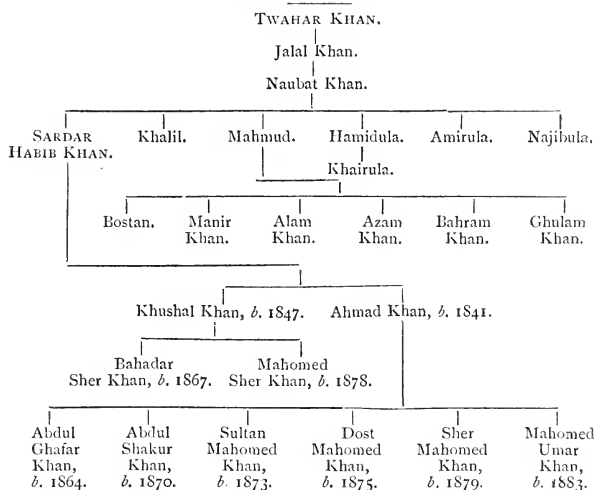 TWAHAR KHAN.
Jalal Khan.
Naubat Khan.
SARDAR HABIB KHAN.
Khalil.
Mahmud.
Hamidula.
Amirula.
Najibula.
Khairula.
Bostan.
Manir Khan.
Alam Khan.
Azam Khan.
Bahram Khan.
Ghulam Khan.
Khushal Khan, b. 1847.
Ahmad Khan, b. 1841.
Bahadar Sher Khan, b. 1867.
Mahomed Sher Khan, b. 1878.
Abdul Ghafar Khan, b. 1864.
Abdul Shakur Khan, b. 1870.
Sultan Mahomed Khan, b. 1873.
Dost Mahomed Khan, b. 1875.
Sher Mahomed Khan, b. 1879.
Mahomed Umar Khan, b. 1883.